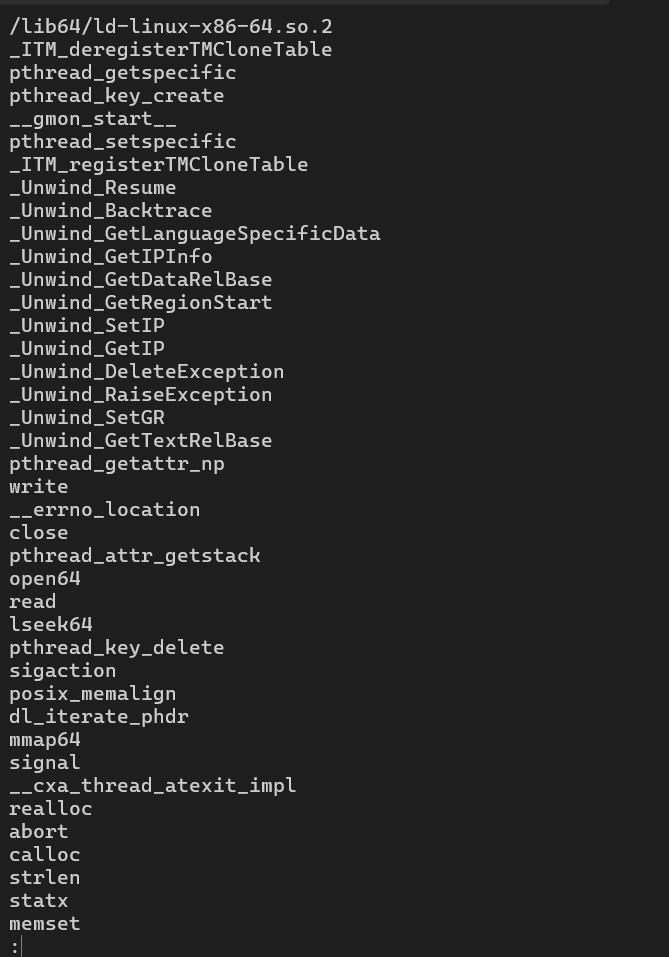 /lib64/ld-linux-x86-64.so.2
_ITM_deregisterTMCloneTable
pthread_getspecific
pthread_key_create
__gmon_start__
pthread_setspecific
_ITM_registerTMCloneTable
_Unwind_Resume
_Unwind_Backtrace
_Unwind_GetLanguageSpecificData
_Unwind_GetIPInfo
_Unwind_GetDataRelBase
_Unwind_GetRegionStart
_Unwind_SetIP
_Unwind_GetIP
_Unwind_DeleteException
_Unwind_RaiseException
_Unwind_SetGR
_Unwind_GetTextRelBase
pthread_getattr_np
write
__errno_location
close
pthread_attr_getstack
open64
read
lseek64
pthread_key_delete
sigaction
posix_memalign
dl_iterate_phdr
mmap64
signal
__cxa_thread_atexit_impl
realloc
abort
calloc
strlen
statx
memset
: